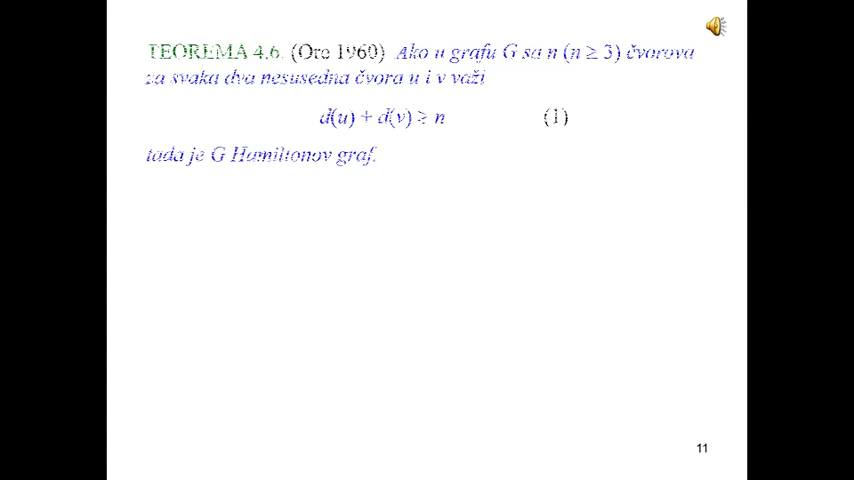 TEOREMA 4.6. (Ore 1960) Ako u grafu G sa n (n ≥ 3) čvorova
za svaka dva nesusedna čvora u i v važi
d(u) + d(v) ≥ n (1)
tada je G Hamiltonov graf.
11